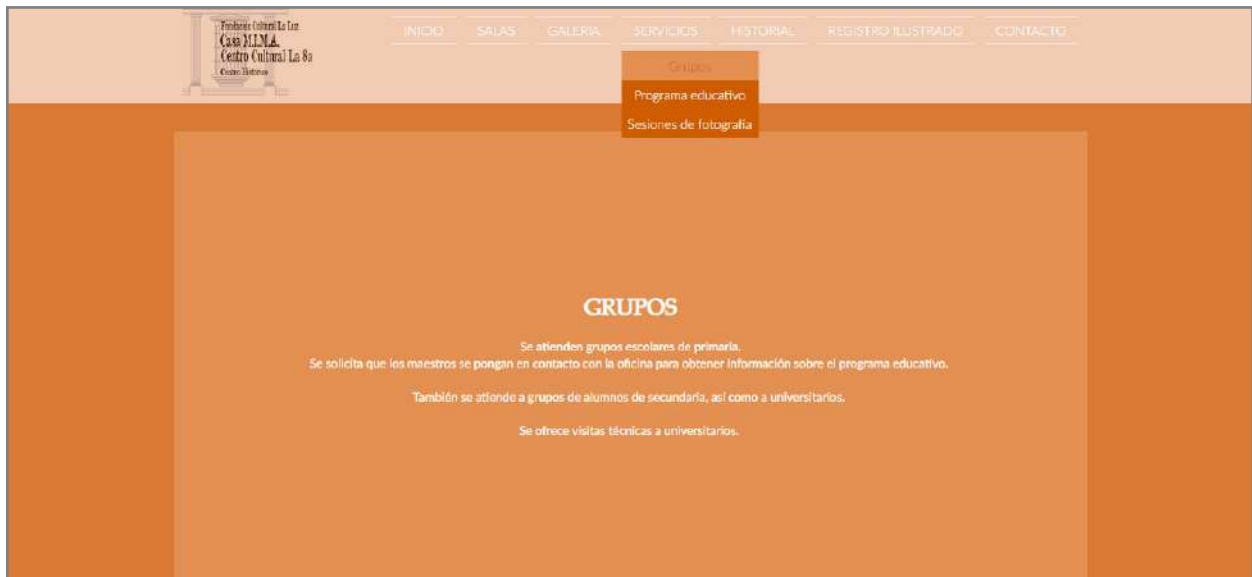 Fundación Cultural La Luz
Casa M.I.M.A.
Centro Cultural La 8a
Centro Histórico
INICIO SALAS GALERÍA SERVICIOS HISTORIAL REGISTRO ILUSTRADO CONTACTO
Grupos
Programa educativo
Sesiones de fotografía
GRUPOS
Se atienden grupos escolares de primaria.
Se solicita que los maestros se pongan en contacto con la oficina para obtener información sobre el programa educativo.
También se atiende a grupos de alumnos de secundaria, así como a universitarios.
Se ofrece visitas técnicas a universitarios.